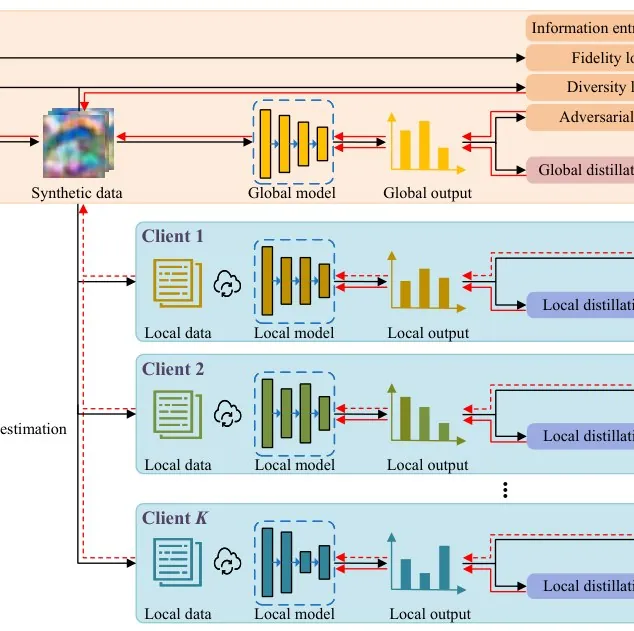 Information entr
Fidelity lo
Diversity l
Adversarial
Global distillat
Synthetic data
Global model
Global output
Client 1
Local data
Local model
Local output
Local distillati
Client 2
estimation
Local data
Local model
Local output
Local distillati
Client K
Local data
Local model
Local output
Local distillati